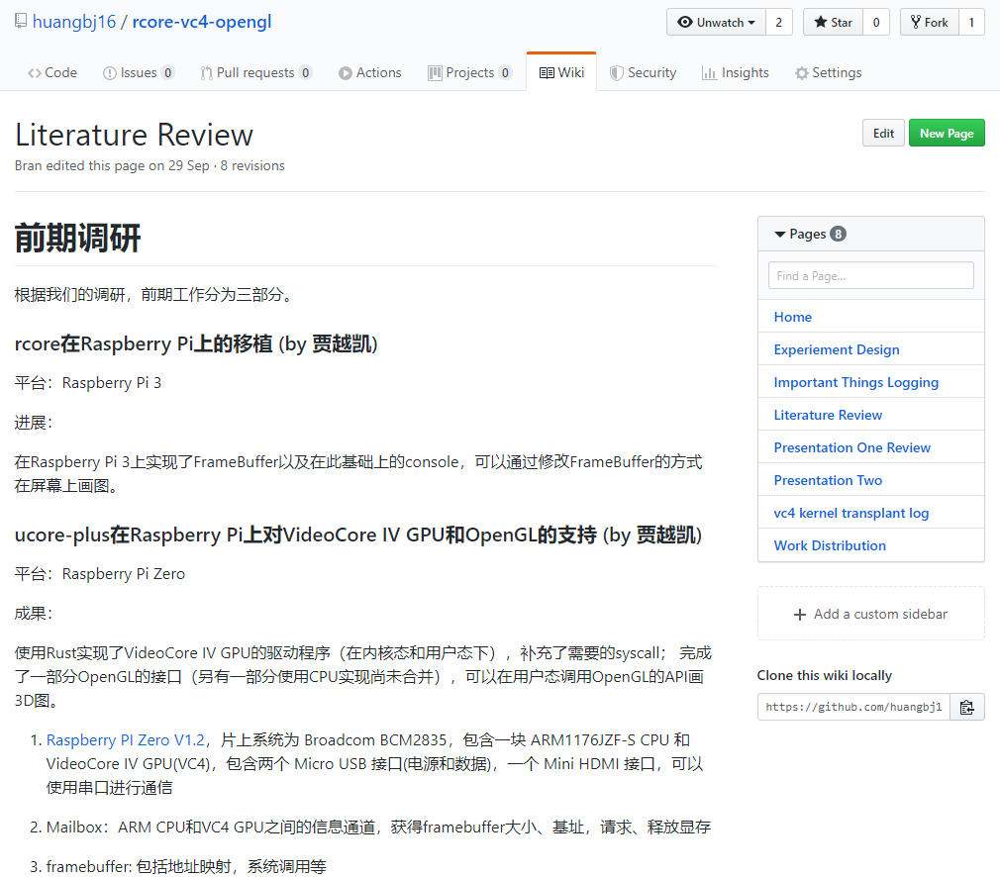 huangbj16 / rcore-vc4-opengl
Unwatch 2
Star 0
Fork 1
Code
Issues 0
Pull requests 0
Actions
Projects 0
Wiki
Security
Insights
Settings
Literature Review
Edit
New Page
Bran edited this page on 29 Sep · 8 revisions
前期调研
根据我们的调研，前期工作分为三部分。
rcore在Raspberry Pi上的移植 (by 贾越凯)
平台：Raspberry Pi 3
进展：
在Raspberry Pi 3上实现了FrameBuffer以及在此基础上的console，可以通过修改FrameBuffer的方式
在屏幕上画图。
ucore-plus在Raspberry Pi上对VideoCore IV GPU和OpenGL的支持 (by 贾越凯)
平台：Raspberry Pi Zero
成果：
使用Rust实现了VideoCore IV GPU的驱动程序（在内核态和用户态下），补充了需要的syscall； 完成
了一部分OpenGL的接口（另有一部分使用CPU实现尚未合并），可以在用户态调用OpenGL的API画
3D图。
1. Raspberry PI Zero V1.2，片上系统为 Broadcom BCM2835，包含一块 ARM1176JZF-S CPU 和
VideoCore IV GPU(VC4)，包含两个 Micro USB 接口(电源和数据)，一个 Mini HDMI 接口，可以
使用串口进行通信
2. Mailbox：ARM CPU和VC4 GPU之间的信息通道，获得framebuffer大小、基址，请求、释放显存
3. framebuffer: 包括地址映射，系统调用等
Pages 8
Find a Page...
Home
Experiement Design
Important Things Logging
Literature Review
Presentation One Review
Presentation Two
vc4 kernel transplant log
Work Distribution
Add a custom sidebar
Clone this wiki locally
https://github.com/huangbj1